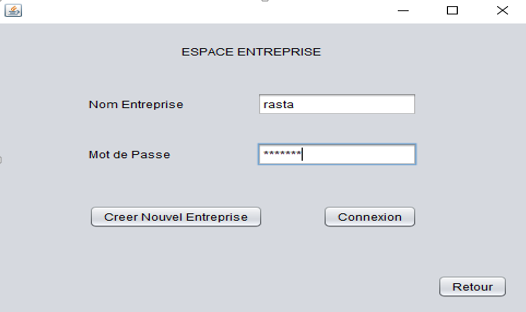 ESPACE ENTREPRISE
Nom Entreprise rasta
Mot de Passe *******
Creer Nouvel Entreprise Connexion
Retour